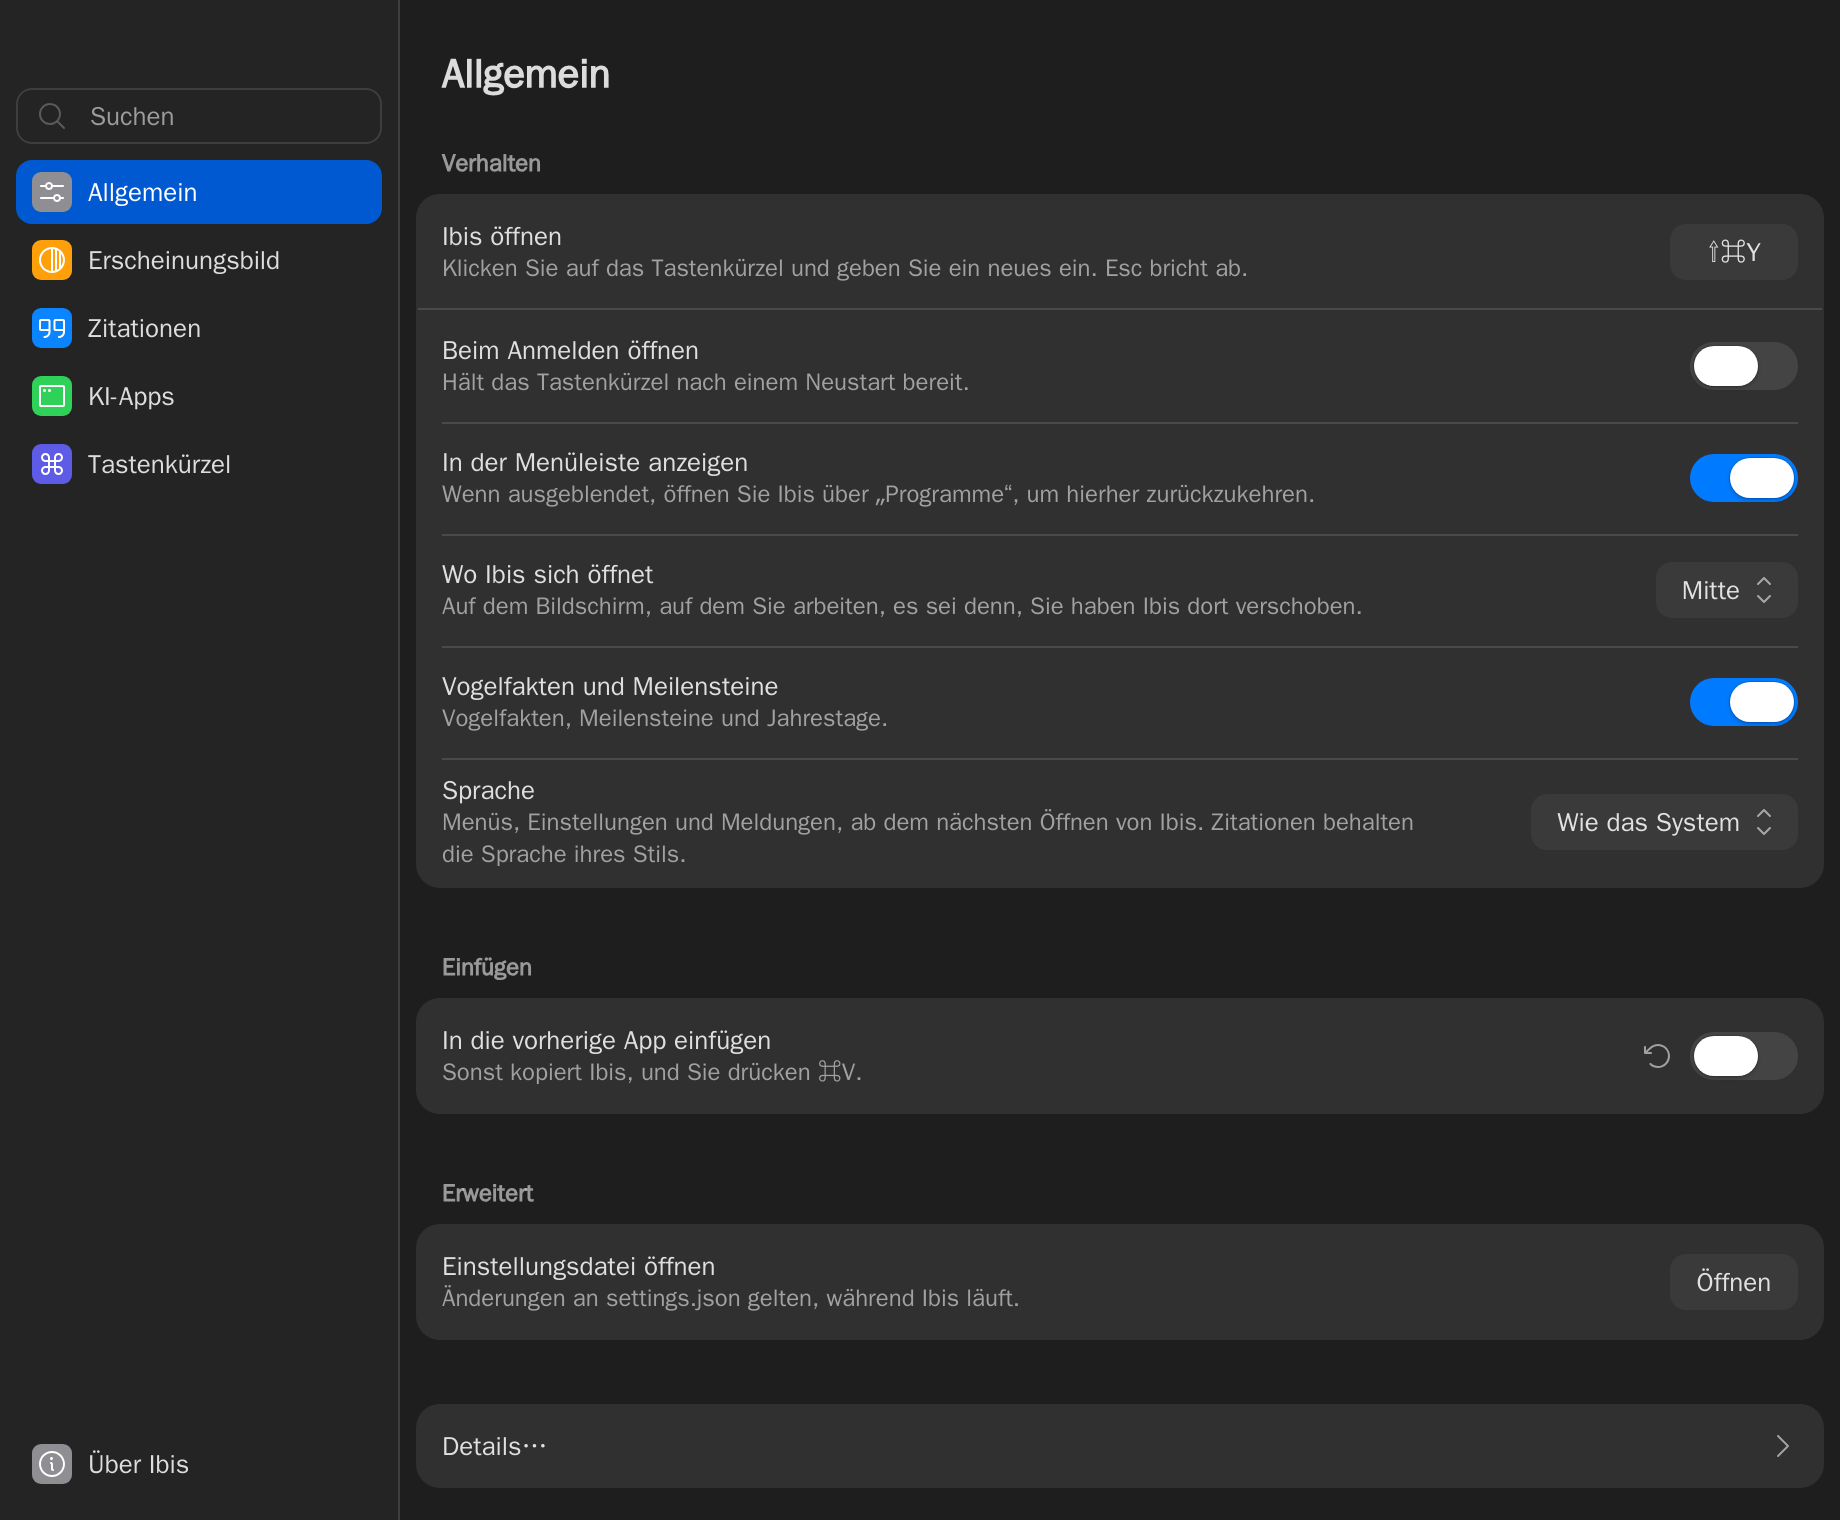 Suchen
Allgemein
Erscheinungsbild
Zitationen
KI-Apps
Tastenkürzel
Über Ibis
Allgemein
Verhalten
Ibis öffnen
Klicken Sie auf das Tastenkürzel und geben Sie ein neues ein. Esc bricht ab.
⇧⌘Y
Beim Anmelden öffnen
Hält das Tastenkürzel nach einem Neustart bereit.
In der Menüleiste anzeigen
Wenn ausgeblendet, öffnen Sie Ibis über „Programme“, um hierher zurückzukehren.
Wo Ibis sich öffnet
Auf dem Bildschirm, auf dem Sie arbeiten, es sei denn, Sie haben Ibis dort verschoben.
Mitte
Vogelfakten und Meilensteine
Vogelfakten, Meilensteine und Jahrestage.
Sprache
Menüs, Einstellungen und Meldungen, ab dem nächsten Öffnen von Ibis. Zitationen behalten
die Sprache ihres Stils.
Wie das System
Einfügen
In die vorherige App einfügen
Sonst kopiert Ibis, und Sie drücken ⌘V.
Erweitert
Einstellungsdatei öffnen
Änderungen an settings.json gelten, während Ibis läuft.
Öffnen
Details…